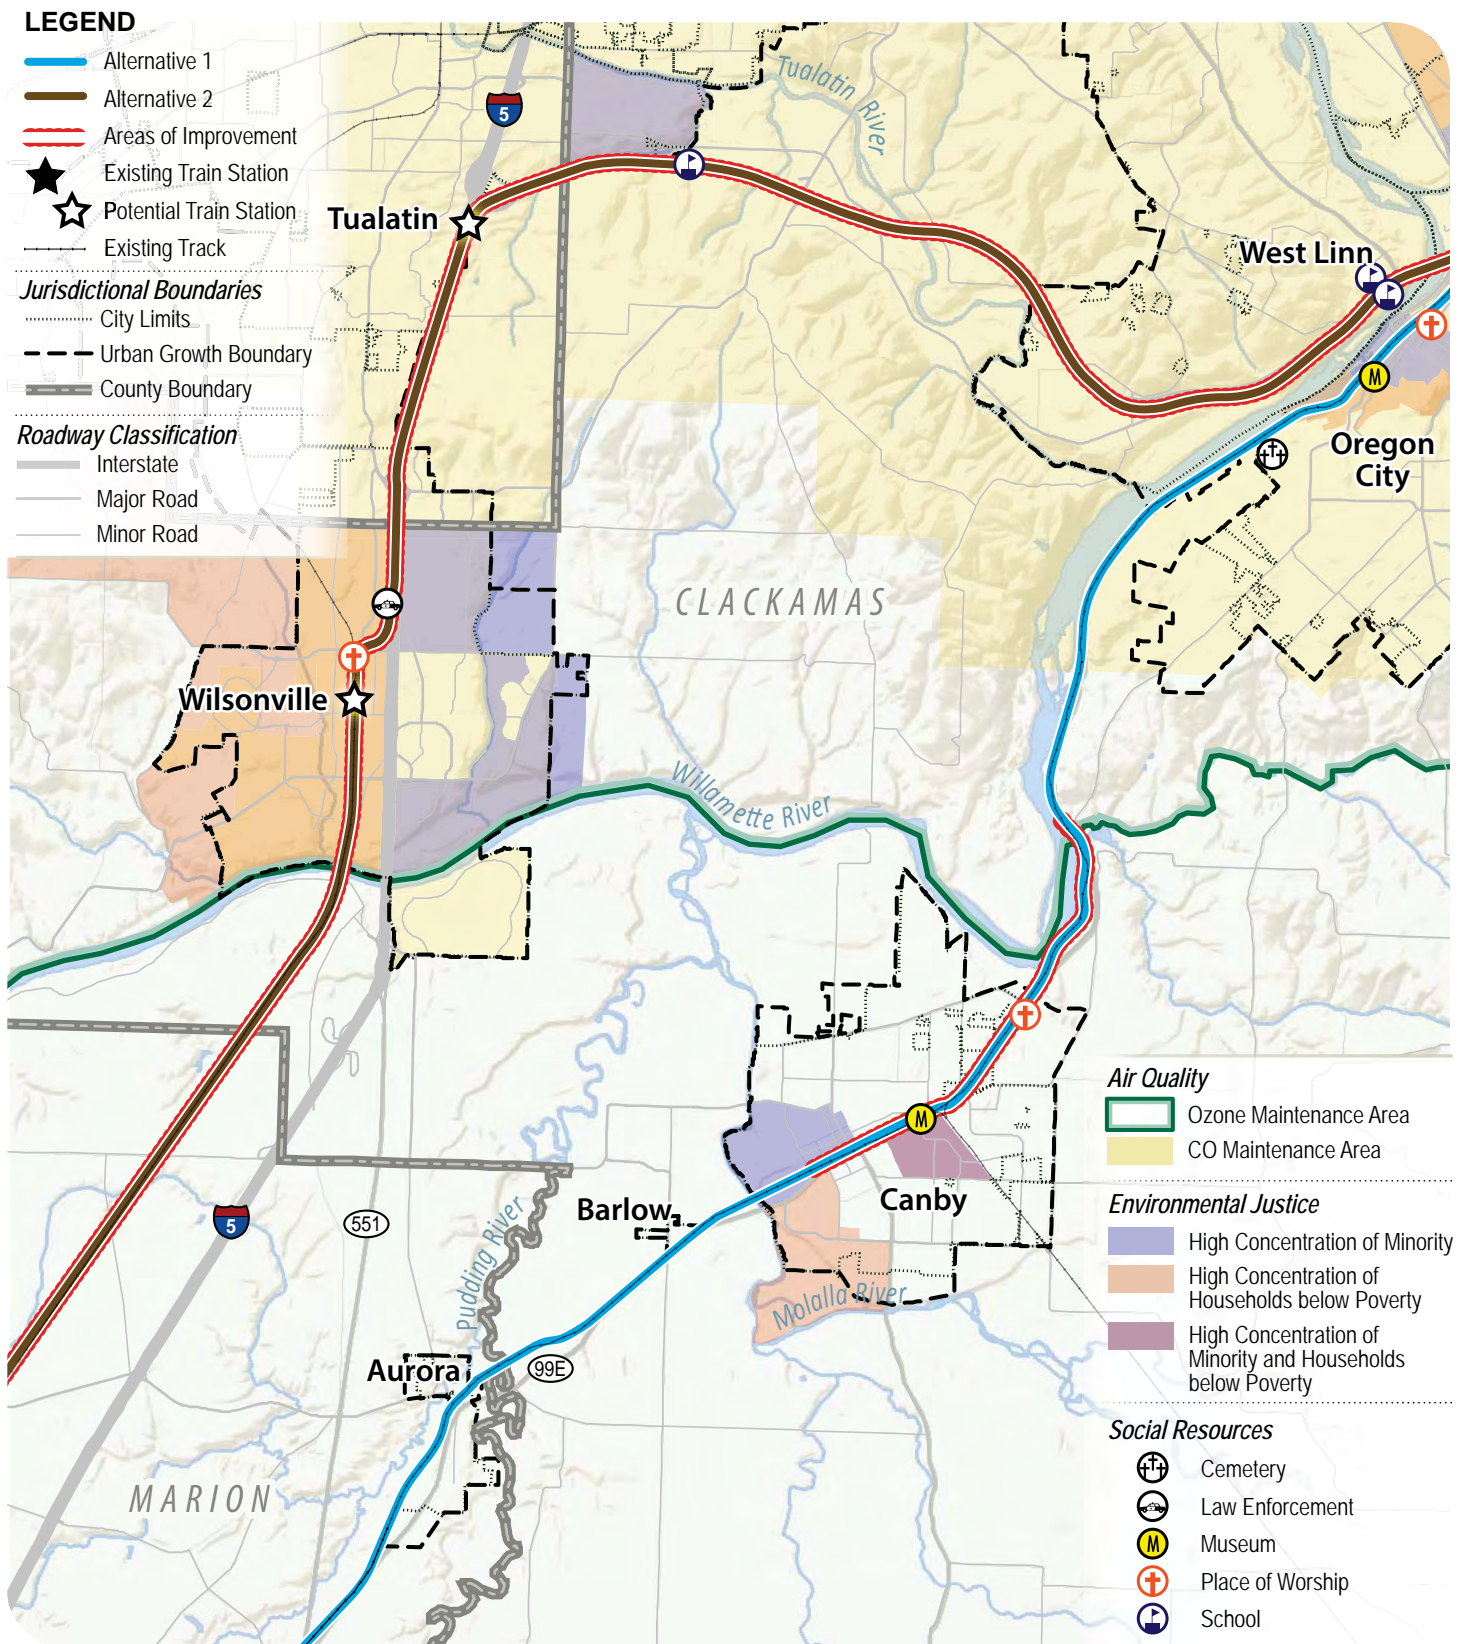 LEGEND
Alternative 1
Alternative 2
Areas of Improvement
Existing Train Station
Potential Train Station
Existing Track
Jurisdictional Boundaries
City Limits
Urban Growth Boundary
County Boundary
Roadway Classification
Interstate
Major Road
Minor Road
5
Tualatin River
Tualatin
West Linn
M
Oregon
City
CLACKAMAS
Wilsonville
Willamette River
M
Canby
Barlow
5
551
Pudding River
Molalla River
Aurora
99E
MARION
Air Quality
Ozone Maintenance Area
CO Maintenance Area
Environmental Justice
High Concentration of Minority
High Concentration of
Households below Poverty
High Concentration of
Minority and Households
below Poverty
Social Resources
Cemetery
Law Enforcement
M
Museum
Place of Worship
School